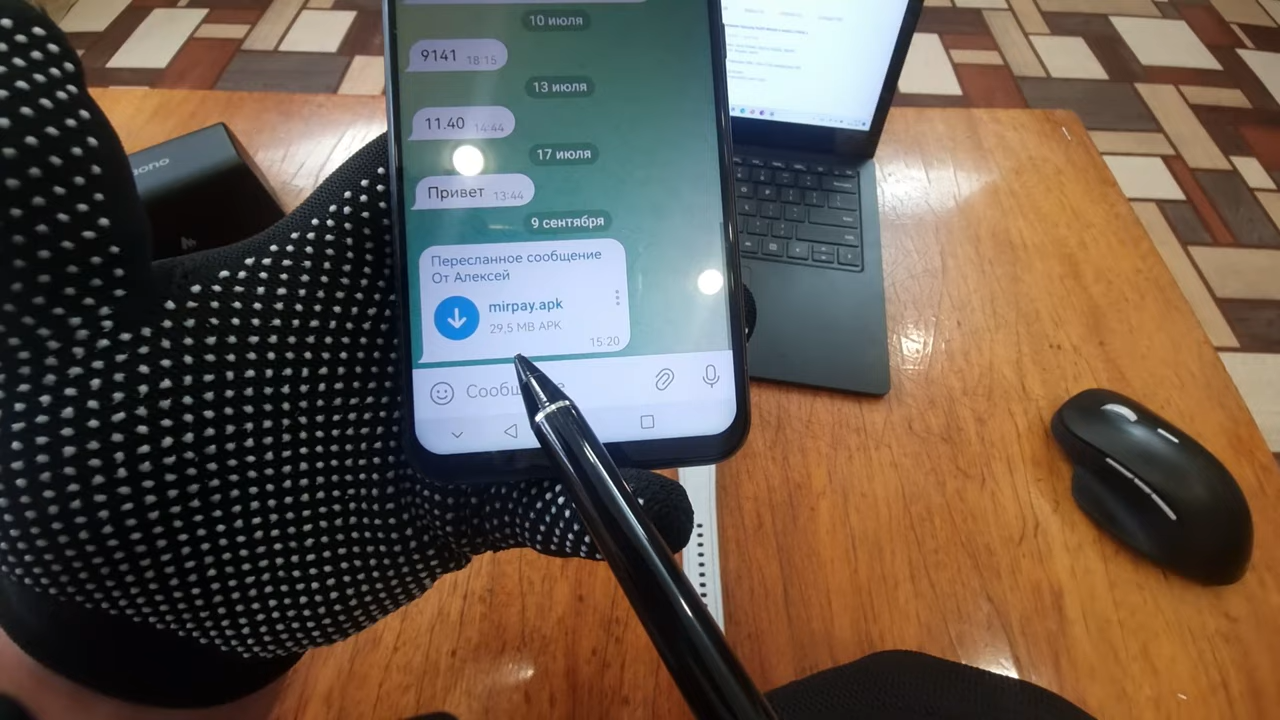 10 июля
9141 18:15
13 июля
11.40 14:44
17 июля
Привет 13:44
9 сентября
Пересланное сообщение
От Алексей
mirpay.apk
29,5 MB APK
15:20